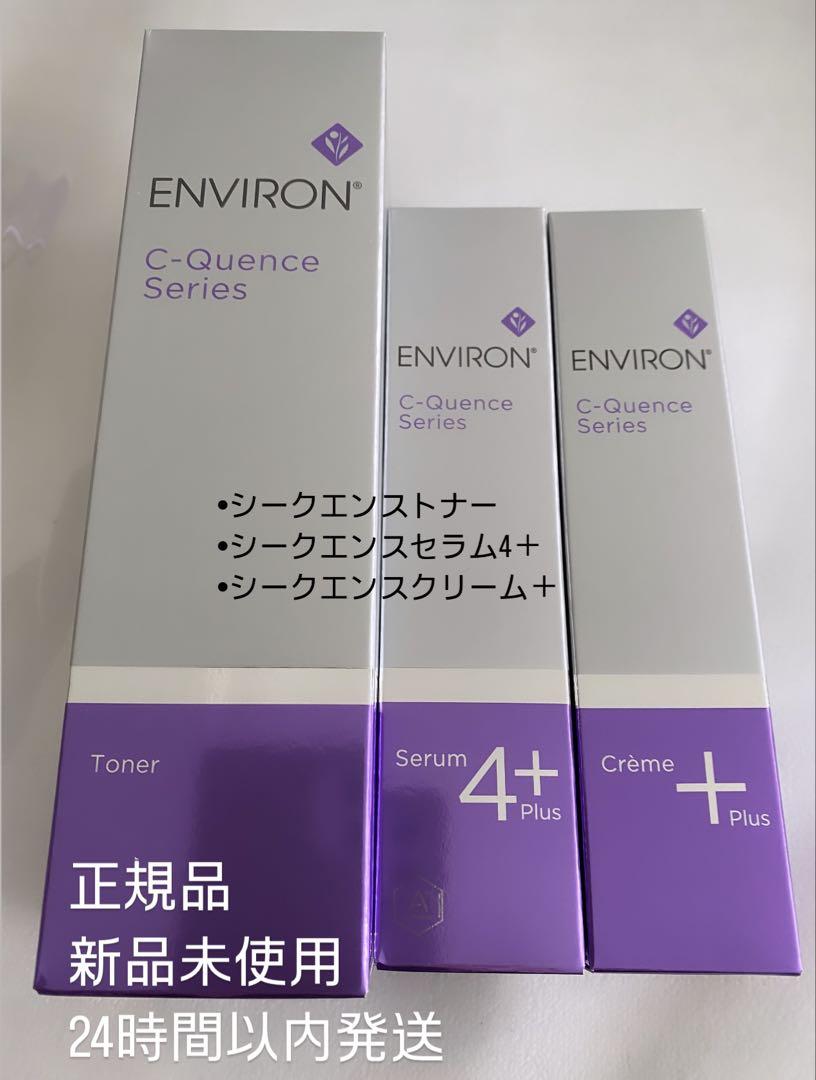 ENVIRON®
C-Quence
Series
ENVIRON®
C-Quence
Series
ENVIRON®
C-Quence
Series
•シークエンストナー
•シークエンスセラム4＋
•シークエンスクリーム＋
Toner
Serum 4+
Plus
Crème +
Plus
A
正規品
新品未使用
24時間以内発送